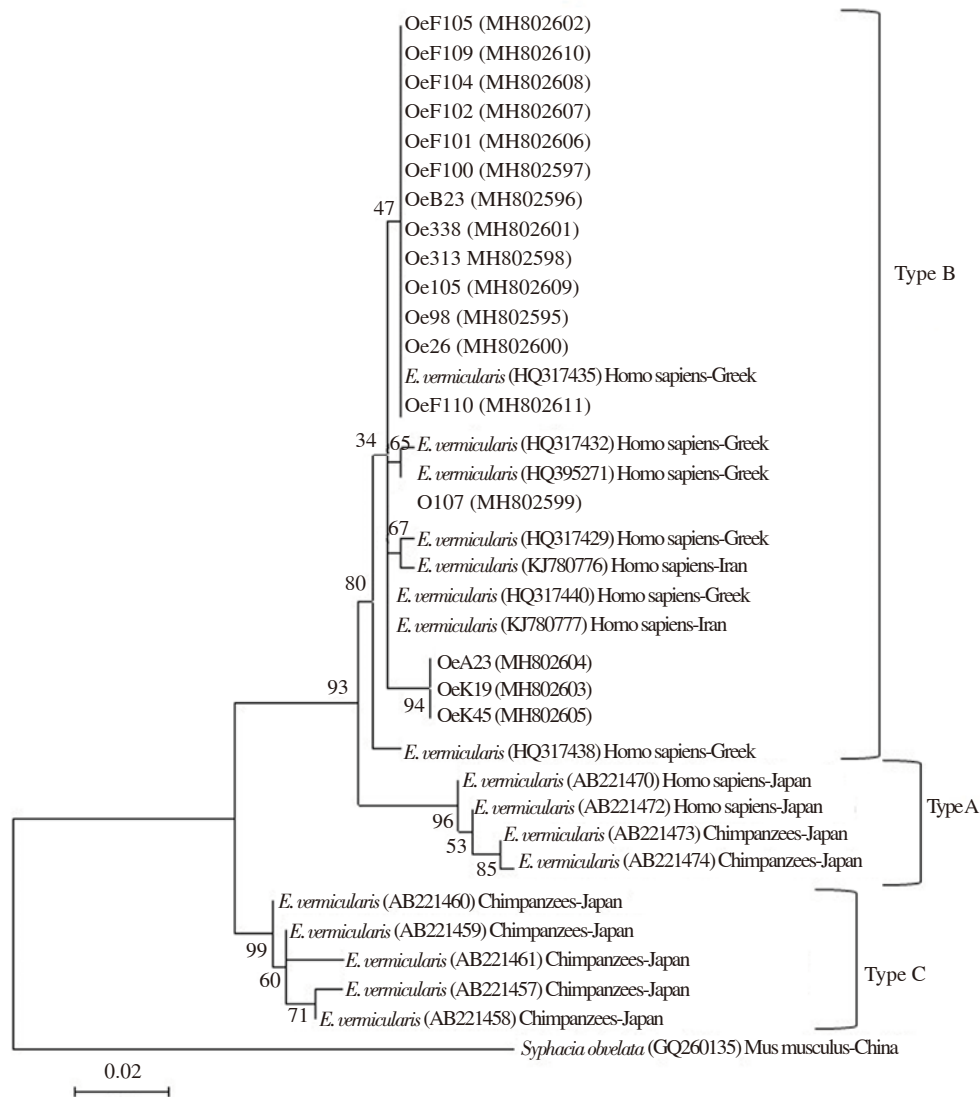 OeF105 (MH802602)
OeF109 (MH802610)
OeF104 (MH802608)
OeF102 (MH802607)
OeF101 (MH802606)
OeF100 (MH802597)
OeB23 (MH802596)
47
Oe338 (MH802601)
Oe313 MH802598)
Type B
Oe105 (MH802609)
Oe98 (MH802595)
Oe26 (MH802600)
E. vermicularis (HQ317435) Homo sapiens-Greek
OeF110 (MH802611)
34
65
E. vermicularis (HQ317432) Homo sapiens-Greek
E. vermicularis (HQ395271) Homo sapiens-Greek
O107 (MH802599)
67
E. vermicularis (HQ317429) Homo sapiens-Greek
E. vermicularis (KJ780776) Homo sapiens-Iran
80
E. vermicularis (HQ317440) Homo sapiens-Greek
E. vermicularis (KJ780777) Homo sapiens-Iran
OeA23 (MH802604)
93
OeK19 (MH802603)
94
OeK45 (MH802605)
E. vermicularis (HQ317438) Homo sapiens-Greek
E. vermicularis (AB221470) Homo sapiens-Japan
E. vermicularis (AB221472) Homo sapiens-Japan
Type A
96
E. vermicularis (AB221473) Chimpanzees-Japan
53
E. vermicularis (AB221474) Chimpanzees-Japan
85
E. vermicularis (AB221460) Chimpanzees-Japan
E. vermicularis (AB221459) Chimpanzees-Japan
99
E. vermicularis (AB221461) Chimpanzees-Japan
Type C
60
E. vermicularis (AB221457) Chimpanzees-Japan
71
E. vermicularis (AB221458) Chimpanzees-Japan
Syphacia obvelata (GQ260135) Mus musculus-China
0.02